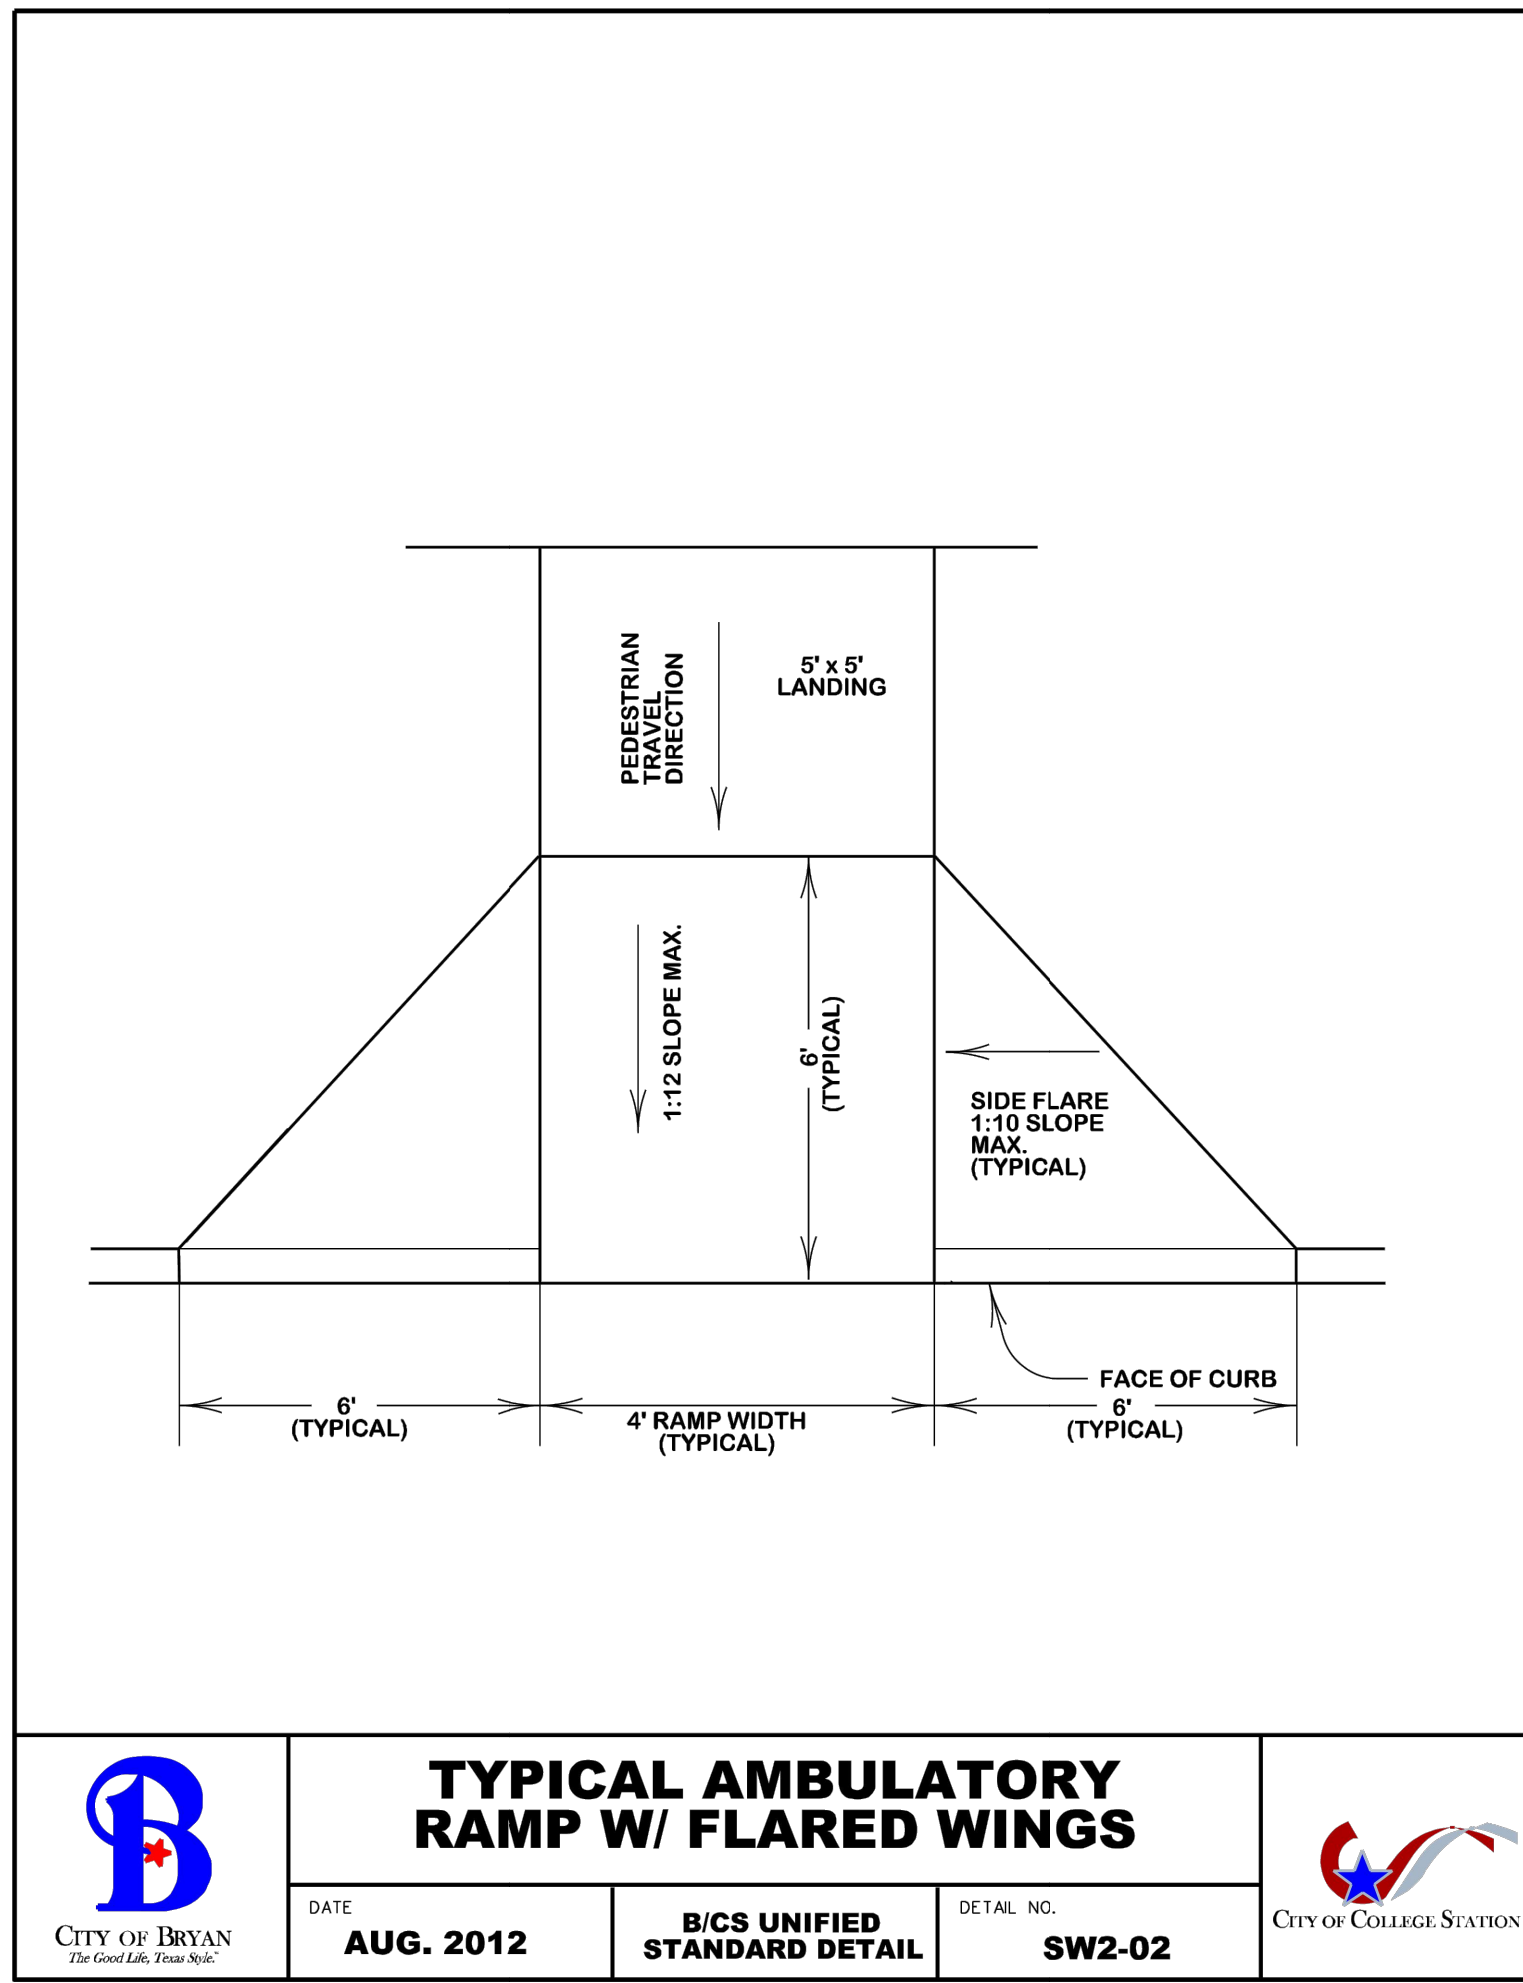 PEDESTRIAN
TRAVEL
DIRECTION
5' x 5'
LANDING
1:12 SLOPE MAX.
6'
(TYPICAL)
SIDE FLARE
1:10 SLOPE
MAX.
(TYPICAL)
FACE OF CURB
6'
(TYPICAL)
4' RAMP WIDTH
(TYPICAL)
6'
(TYPICAL)
TYPICAL AMBULATORY
RAMP W/ FLARED WINGS
B
CITY OF BRYAN
The Good Life, Texas Style.™
DATE
AUG. 2012
B/CS UNIFIED
STANDARD DETAIL
DETAIL NO.
SW2-02
CITY OF COLLEGE STATION